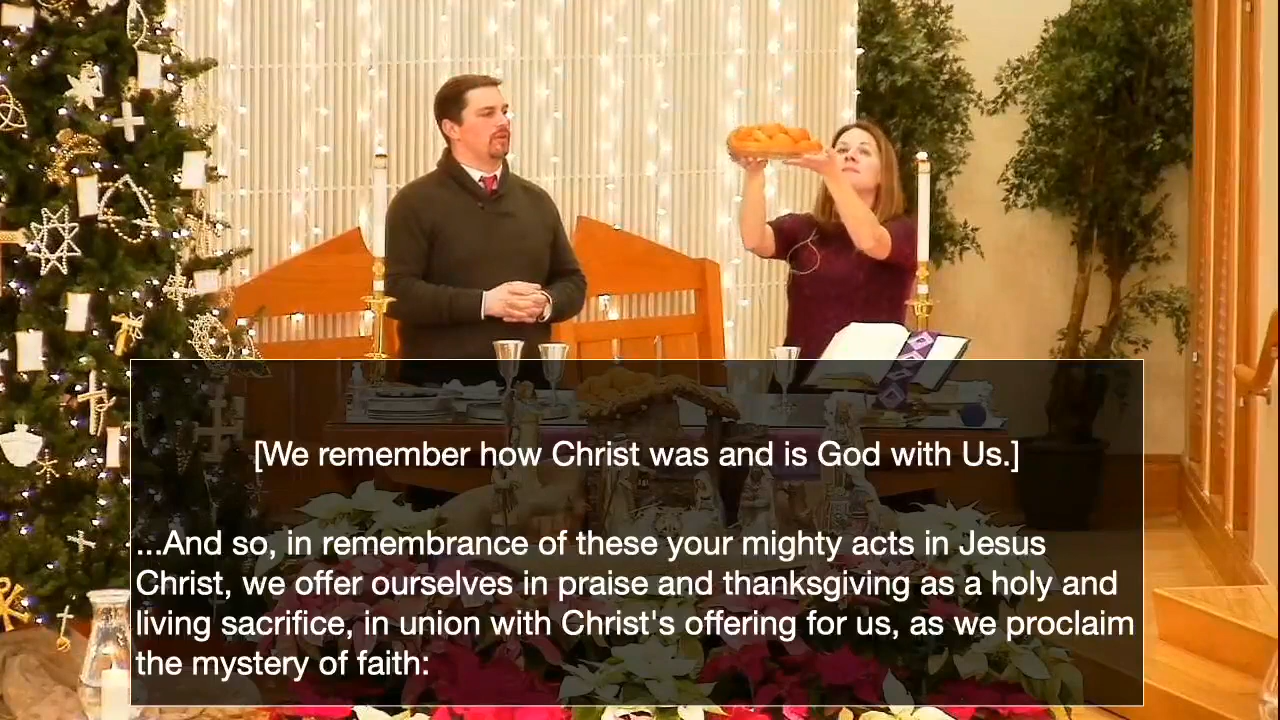 [We remember how Christ was and is God with Us.]
...And so, in remembrance of these your mighty acts in Jesus
Christ, we offer ourselves in praise and thanksgiving as a holy and
living sacrifice, in union with Christ's offering for us, as we proclaim
the mystery of faith: